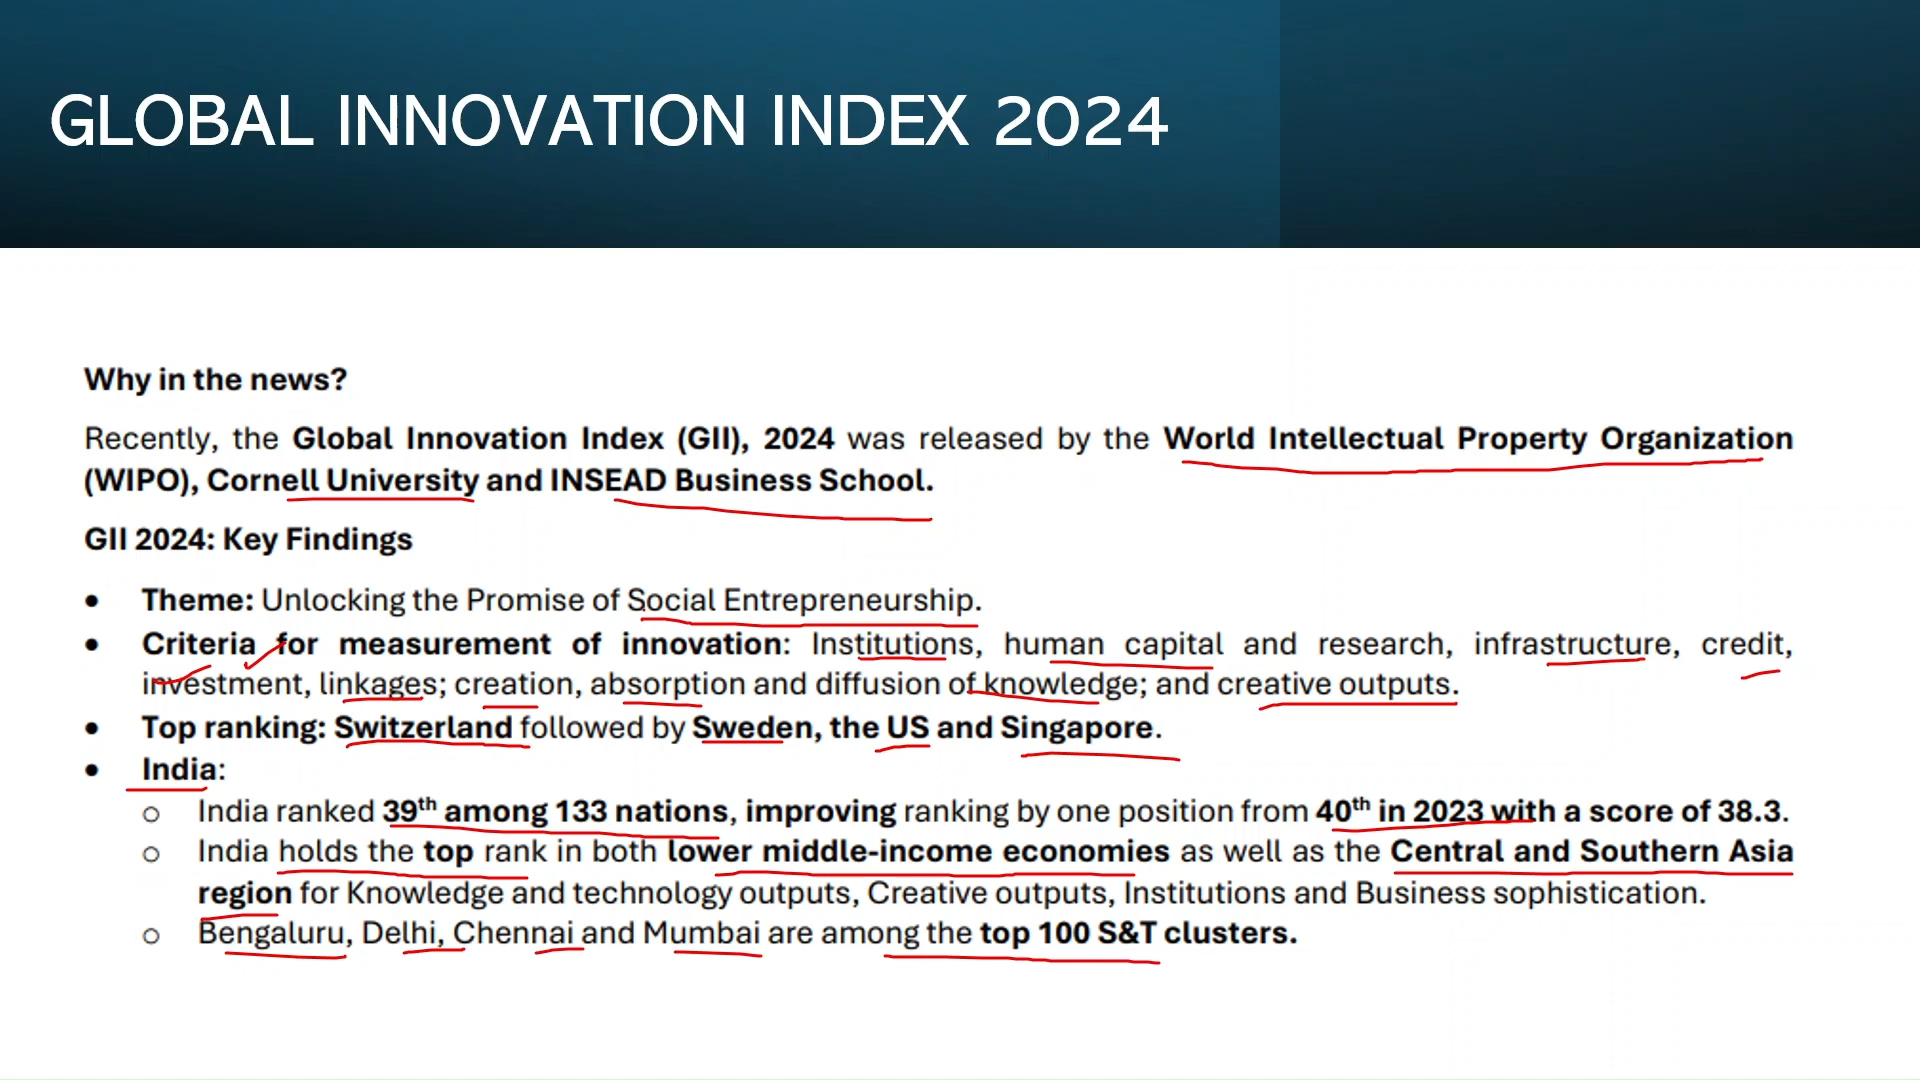 GLOBAL INNOVATION INDEX 2024
Why in the news?
Recently, the Global Innovation Index (GII), 2024 was released by the World Intellectual Property Organization
(WIPO), Cornell University and INSEAD Business School.
GII 2024: Key Findings
• Theme: Unlocking the Promise of Social Entrepreneurship.
• Criteria for measurement of innovation: Institutions, human capital and research, infrastructure, credit,
investment, linkages; creation, absorption and diffusion of knowledge; and creative outputs.
• Top ranking: Switzerland followed by Sweden, the US and Singapore.
• India:
o India ranked 39th among 133 nations, improving ranking by one position from 40th in 2023 with a score of 38.3.
o India holds the top rank in both lower middle-income economies as well as the Central and Southern Asia
region for Knowledge and technology outputs, Creative outputs, Institutions and Business sophistication.
o Bengaluru, Delhi, Chennai and Mumbai are among the top 100 S&T clusters.